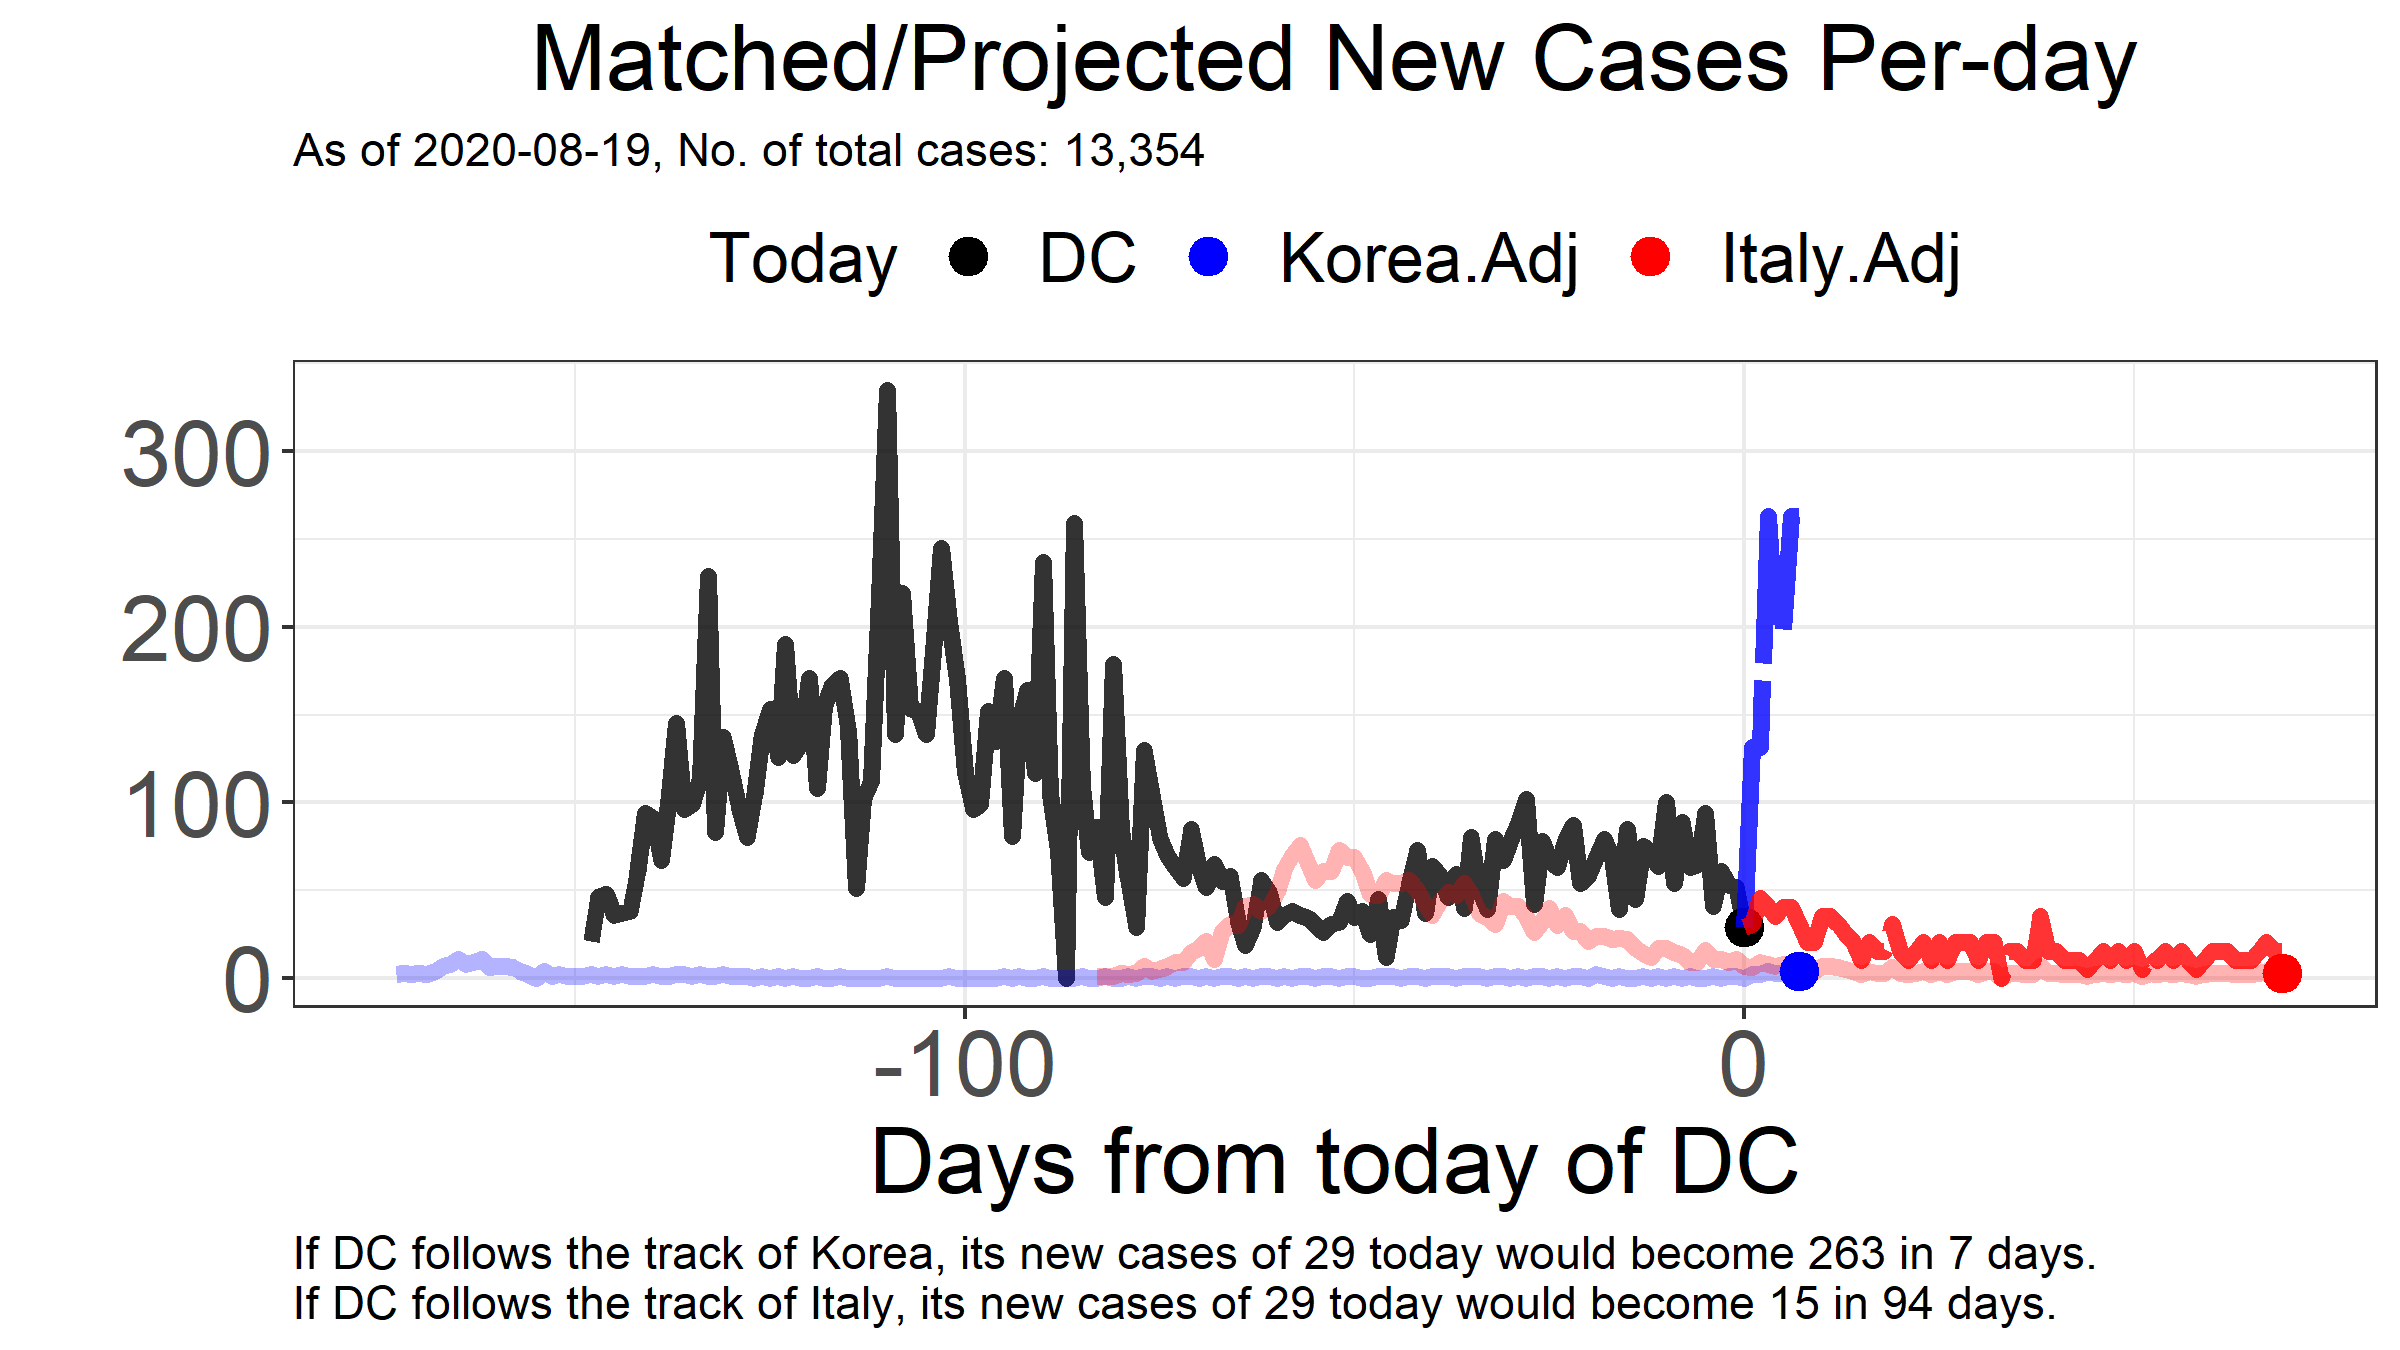 Matched/Projected New Cases Per-day
As of 2020-08-19, No. of total cases: 13,354
Today DC Korea.Adj Italy.Adj
300
200
100
0
-100 0
Days from today of DC
If DC follows the track of Korea, its new cases of 29 today would become 263 in 7 days.
If DC follows the track of Italy, its new cases of 29 today would become 15 in 94 days.